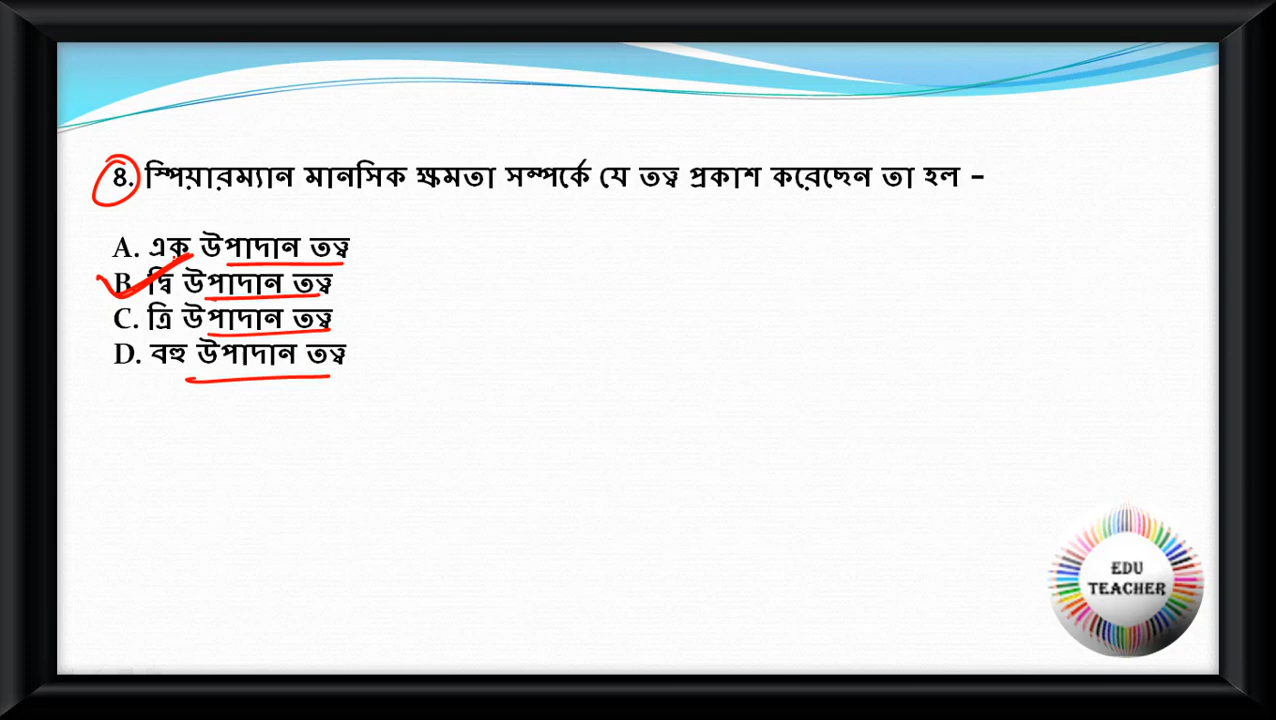 8. স্পিয়ারম্যান মানসিক ক্ষমতা সম্পর্কে যে তত্ত্ব প্রকাশ করেছেন তা হল –
A. এক উপাদান তত্ত্ব
B. দ্বি উপাদান তত্ত্ব
C. ত্রি উপাদান তত্ত্ব
D. বহু উপাদান তত্ত্ব
EDU
TEACHER